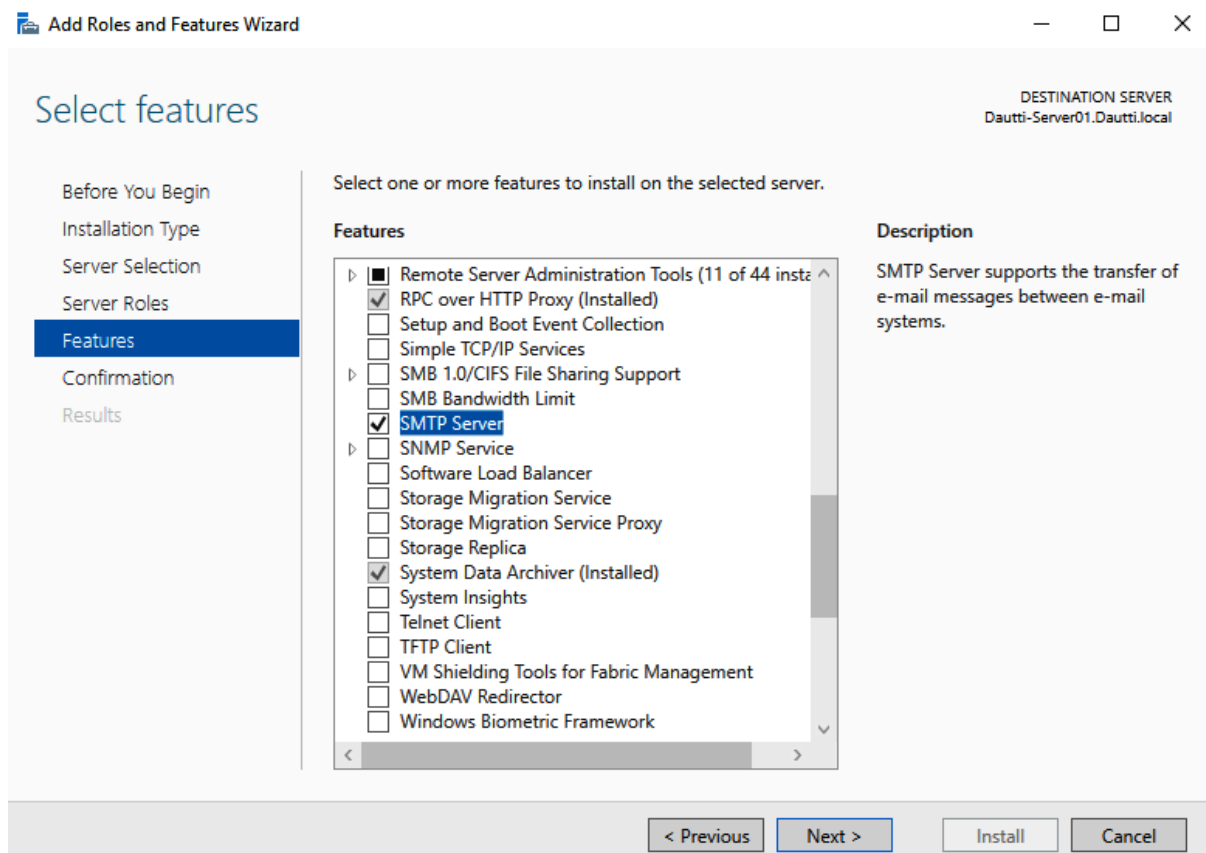 Add Roles and Features Wizard
Select features
DESTINATION SERVER
Dautti-Server01.Dautti.local
Before You Begin
Installation Type
Server Selection
Server Roles
Features
Confirmation
Results
Select one or more features to install on the selected server.
Features
Remote Server Administration Tools (11 of 44 insta
RPC over HTTP Proxy (Installed)
Setup and Boot Event Collection
Simple TCP/IP Services
SMB 1.0/CIFS File Sharing Support
SMB Bandwidth Limit
SMTP Server
SNMP Service
Software Load Balancer
Storage Migration Service
Storage Migration Service Proxy
Storage Replica
System Data Archiver (Installed)
System Insights
Telnet Client
TFTP Client
VM Shielding Tools for Fabric Management
WebDAV Redirector
Windows Biometric Framework
Description
SMTP Server supports the transfer of
e-mail messages between e-mail
systems.
< Previous
Next >
Install
Cancel